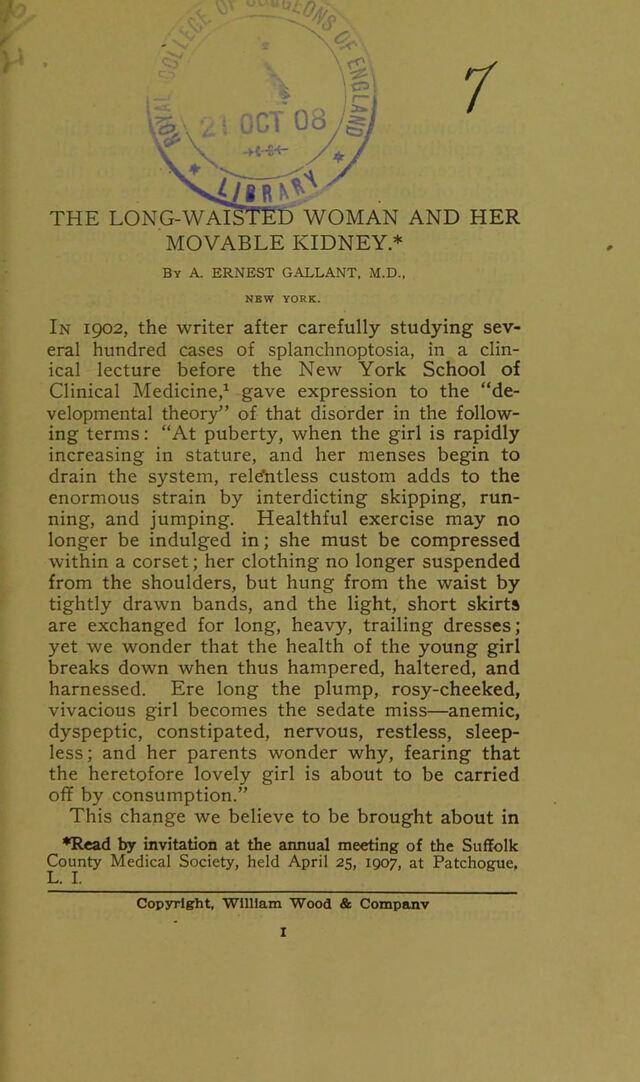 ROYAL COLLEGE OF SURGEONS OF ENGLAND
21 OCT 08
* LIBRARY *
7
THE LONG-WAISTED WOMAN AND HER
MOVABLE KIDNEY.*
By A. ERNEST GALLANT, M.D.,
NEW YORK.
In 1902, the writer after carefully studying sev-
eral hundred cases of splanchnoptosia, in a clin-
ical lecture before the New York School of
Clinical Medicine,¹ gave expression to the “de-
velopmental theory” of that disorder in the follow-
ing terms: “At puberty, when the girl is rapidly
increasing in stature, and her menses begin to
drain the system, relentless custom adds to the
enormous strain by interdicting skipping, run-
ning, and jumping. Healthful exercise may no
longer be indulged in; she must be compressed
within a corset; her clothing no longer suspended
from the shoulders, but hung from the waist by
tightly drawn bands, and the light, short skirts
are exchanged for long, heavy, trailing dresses;
yet we wonder that the health of the young girl
breaks down when thus hampered, haltered, and
harnessed. Ere long the plump, rosy-cheeked,
vivacious girl becomes the sedate miss—anemic,
dyspeptic, constipated, nervous, restless, sleep-
less; and her parents wonder why, fearing that
the heretofore lovely girl is about to be carried
off by consumption.”
This change we believe to be brought about in
*Read by invitation at the annual meeting of the Suffolk
County Medical Society, held April 25, 1907, at Patchogue,
L. I.
Copyright, William Wood & Company
1